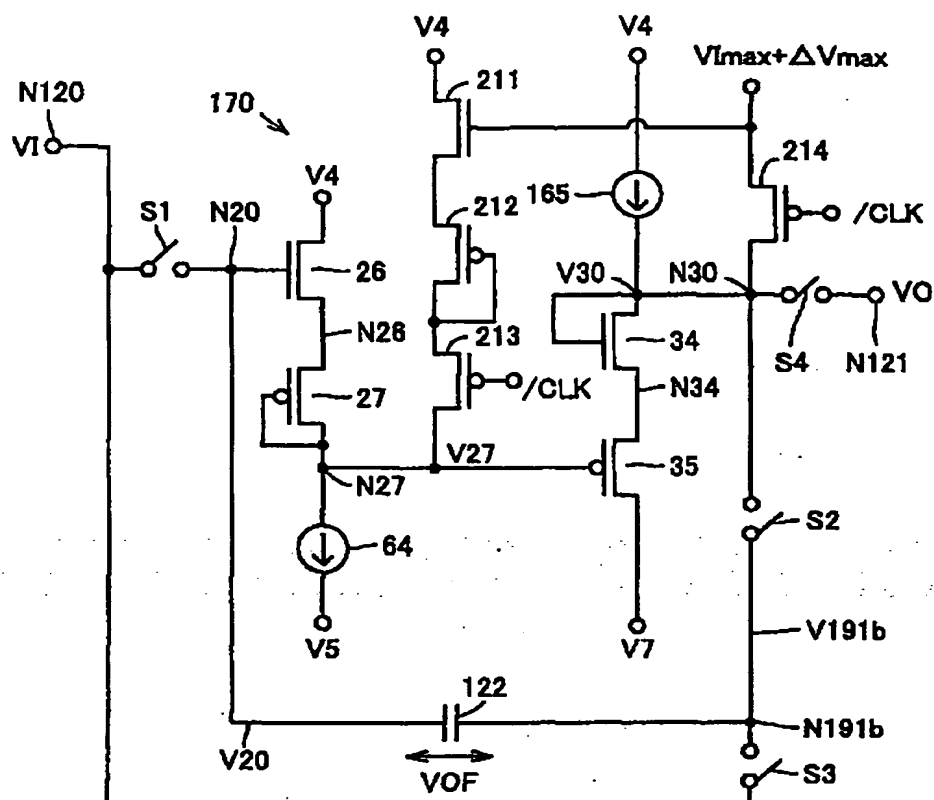 V4
V4
VImax+ΔVmax
N120
170
211
VI
V4
214
S1
N20
212
165
/CLK
26
V30
N30
VO
N26
213
34
S4
N121
27
/CLK
N34
V27
35
N27
S2
64
V5
V7
V191b
122
V20
N191b
VOF
S3